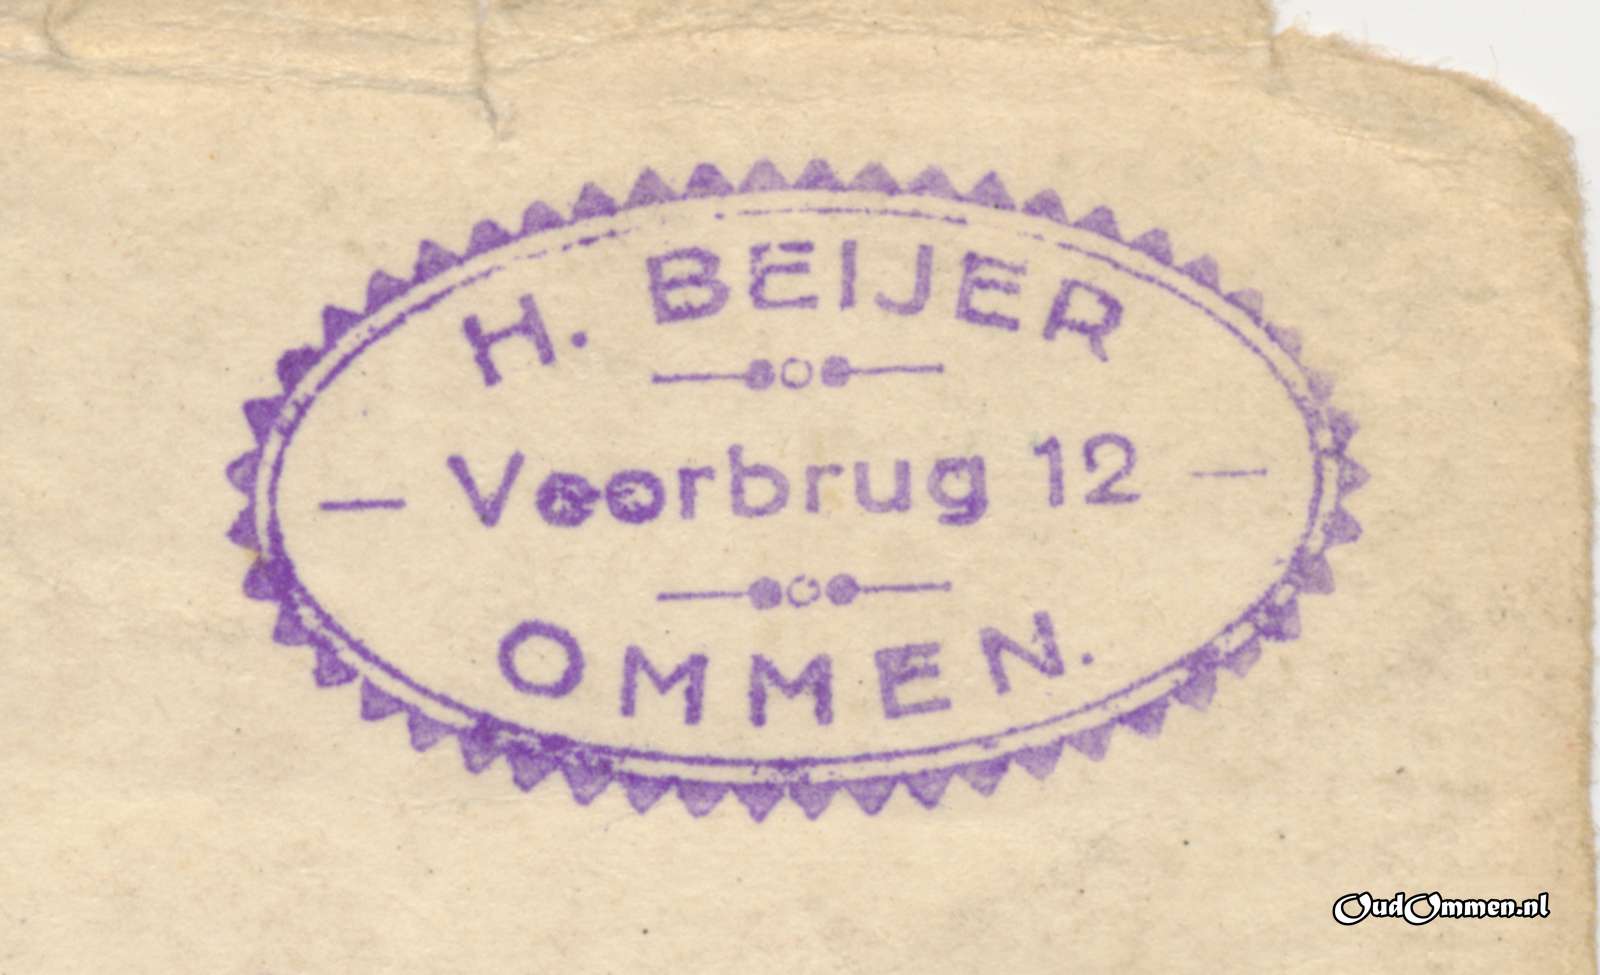 H. BEIJER
— Voorbrug 12 —
OMMEN.
OudOmmen.nl